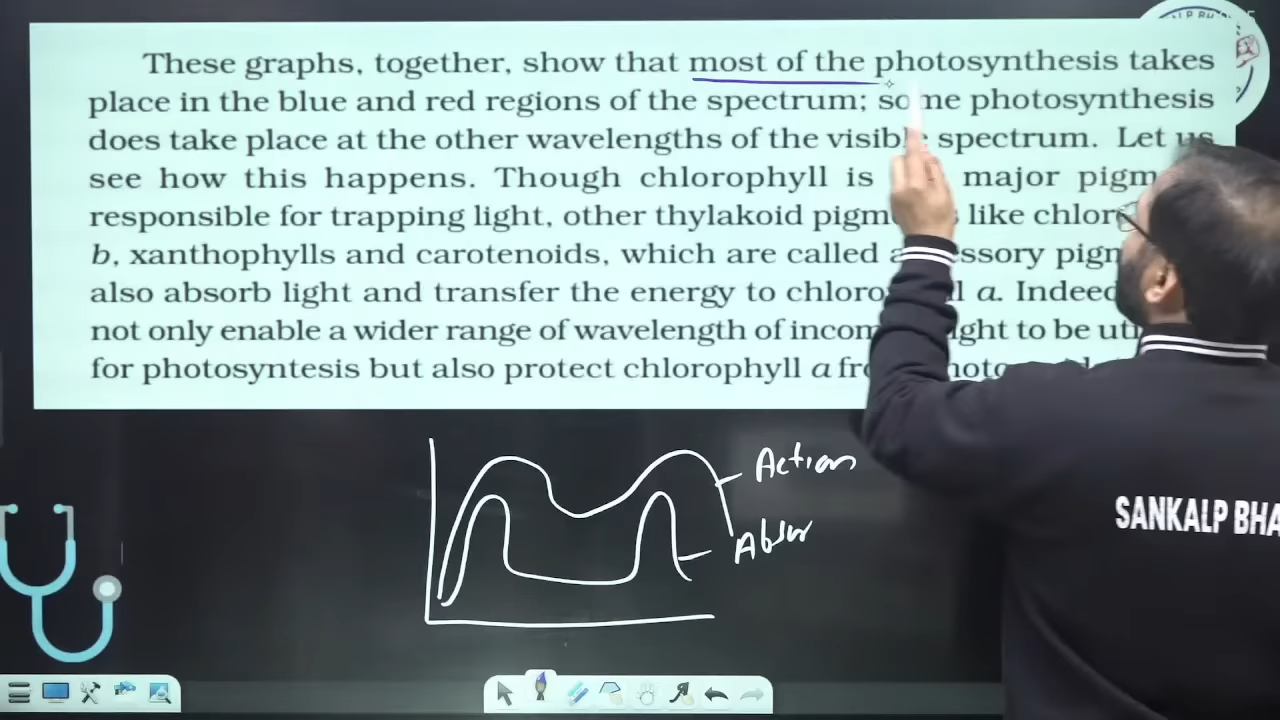 These graphs, together, show that most of the photosynthesis takes
place in the blue and red regions of the spectrum; some photosynthesis
does take place at the other wavelengths of the visible spectrum. Let us
see how this happens. Though chlorophyll is major
responsible for trapping light, other thylakoid like
b, xanthophylls and carotenoids, which are called
also absorb light and transfer the energy to a. Indeed
not only enable a wider range of wavelength of to be
for photosyntesis but also protect chlorophyll a
Action
Absor
SANKALP